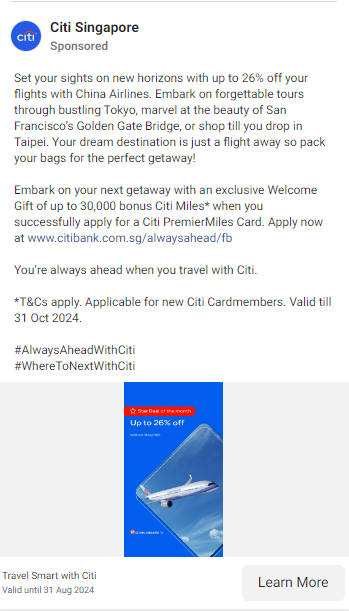 citi
Citi Singapore
Sponsored
Set your sights on new horizons with up to 26% off your
flights with China Airlines. Embark on forgettable tours
through bustling Tokyo, marvel at the beauty of San
Francisco’s Golden Gate Bridge, or shop till you drop in
Taipei. Your dream destination is just a flight away so pack
your bags for the perfect getaway!
Embark on your next getaway with an exclusive Welcome
Gift of up to 30,000 bonus Citi Miles* when you
successfully apply for a Citi PremierMiles Card. Apply now
at www.citibank.com.sg/alwaysahead/fb
You’re always ahead when you travel with Citi.
*T&Cs apply. Applicable for new Citi Cardmembers. Valid till
31 Oct 2024.
#AlwaysAheadWithCiti
#WhereToNextWithCiti
Star Deal of the month
Up to 26% off
CHINA AIRLINES
Travel Smart with Citi
Valid until 31 Aug 2024
Learn More